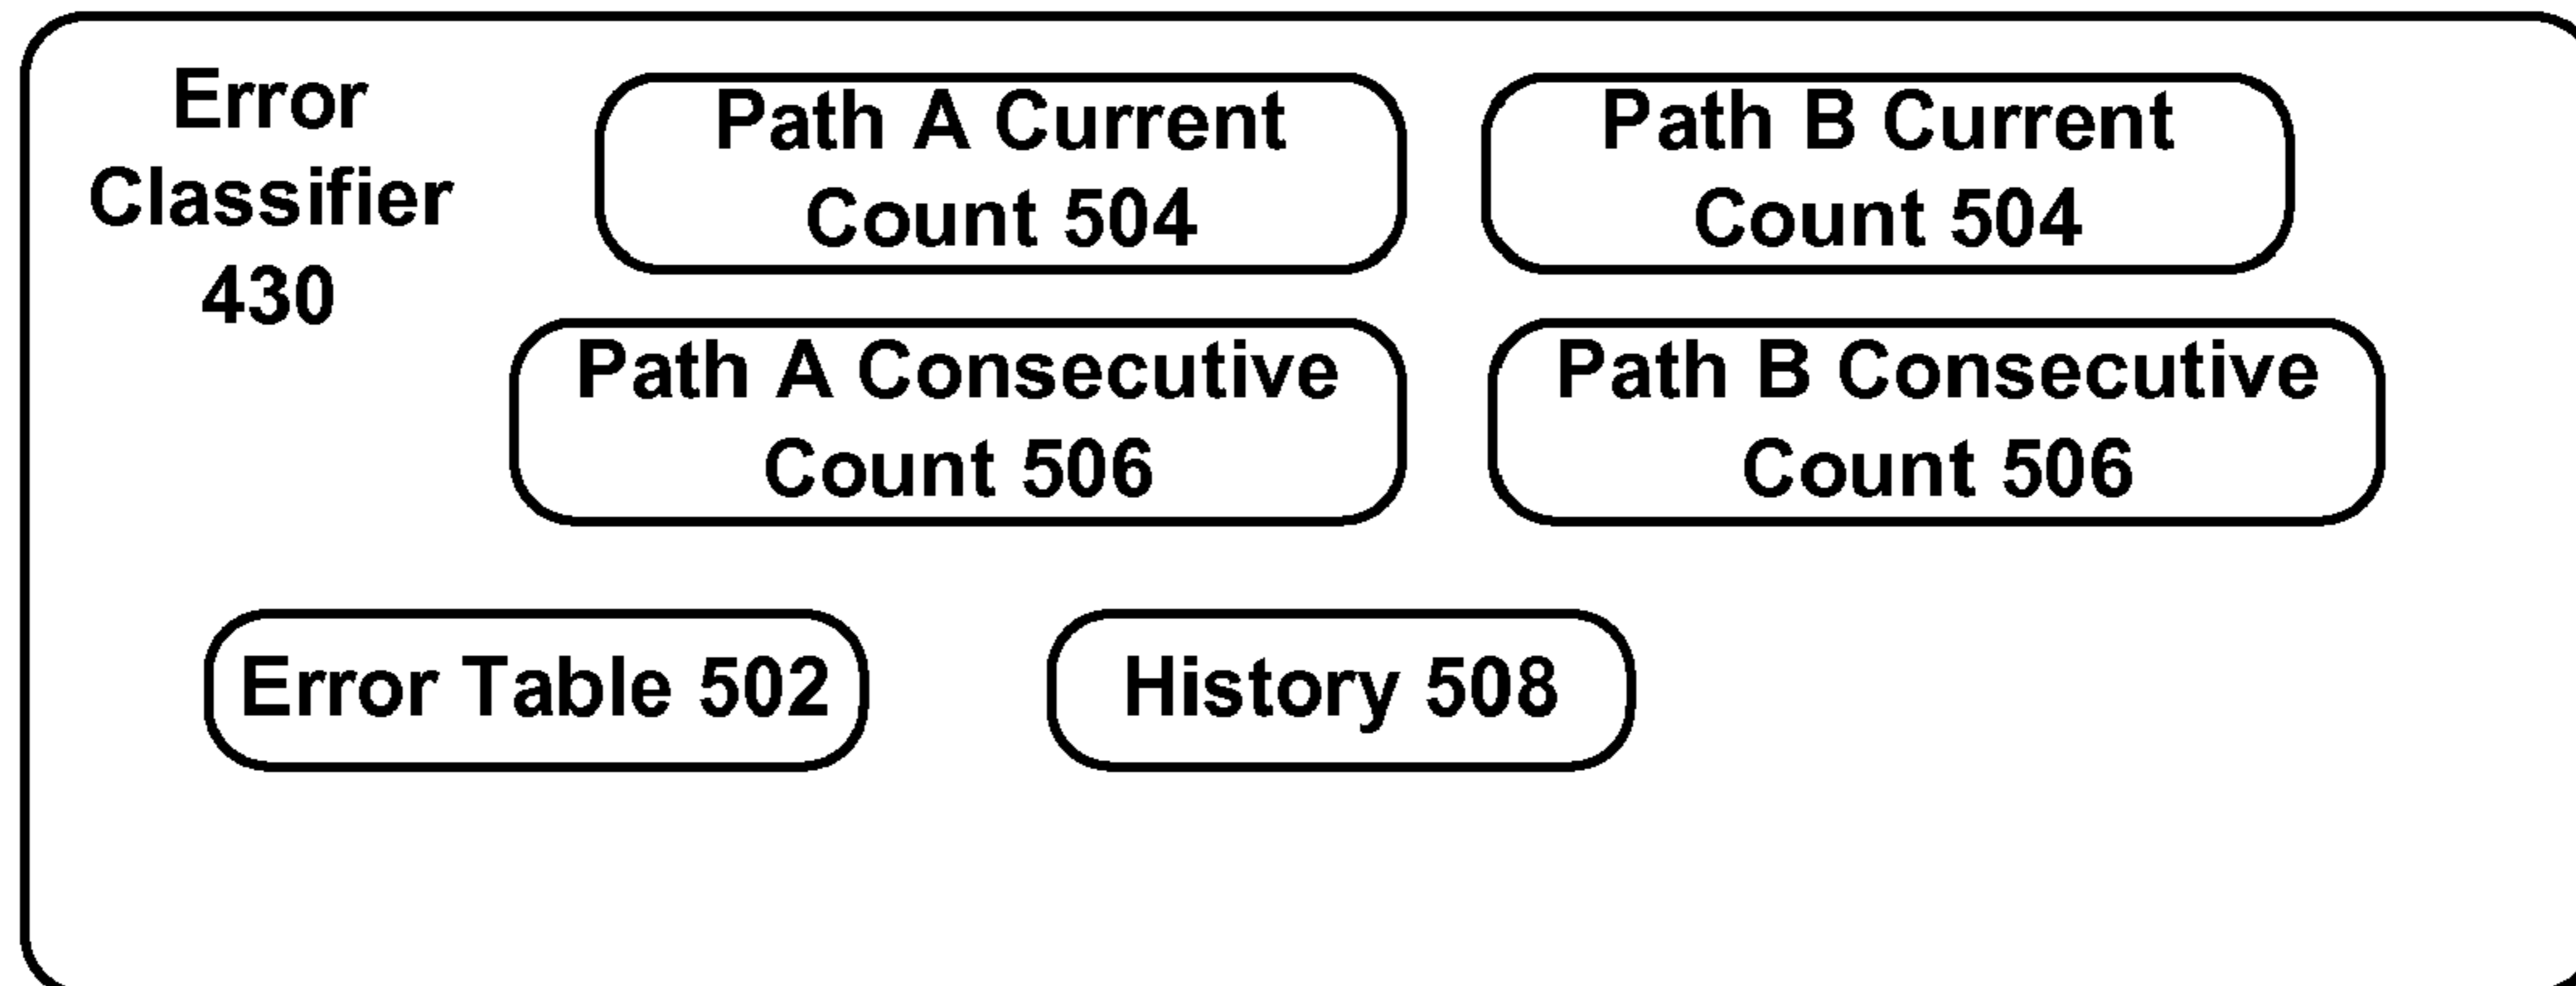 Error
Classifier
430
Path A Current
Count 504
Path B Current
Count 504
Path A Consecutive
Count 506
Path B Consecutive
Count 506
Error Table 502
History 508